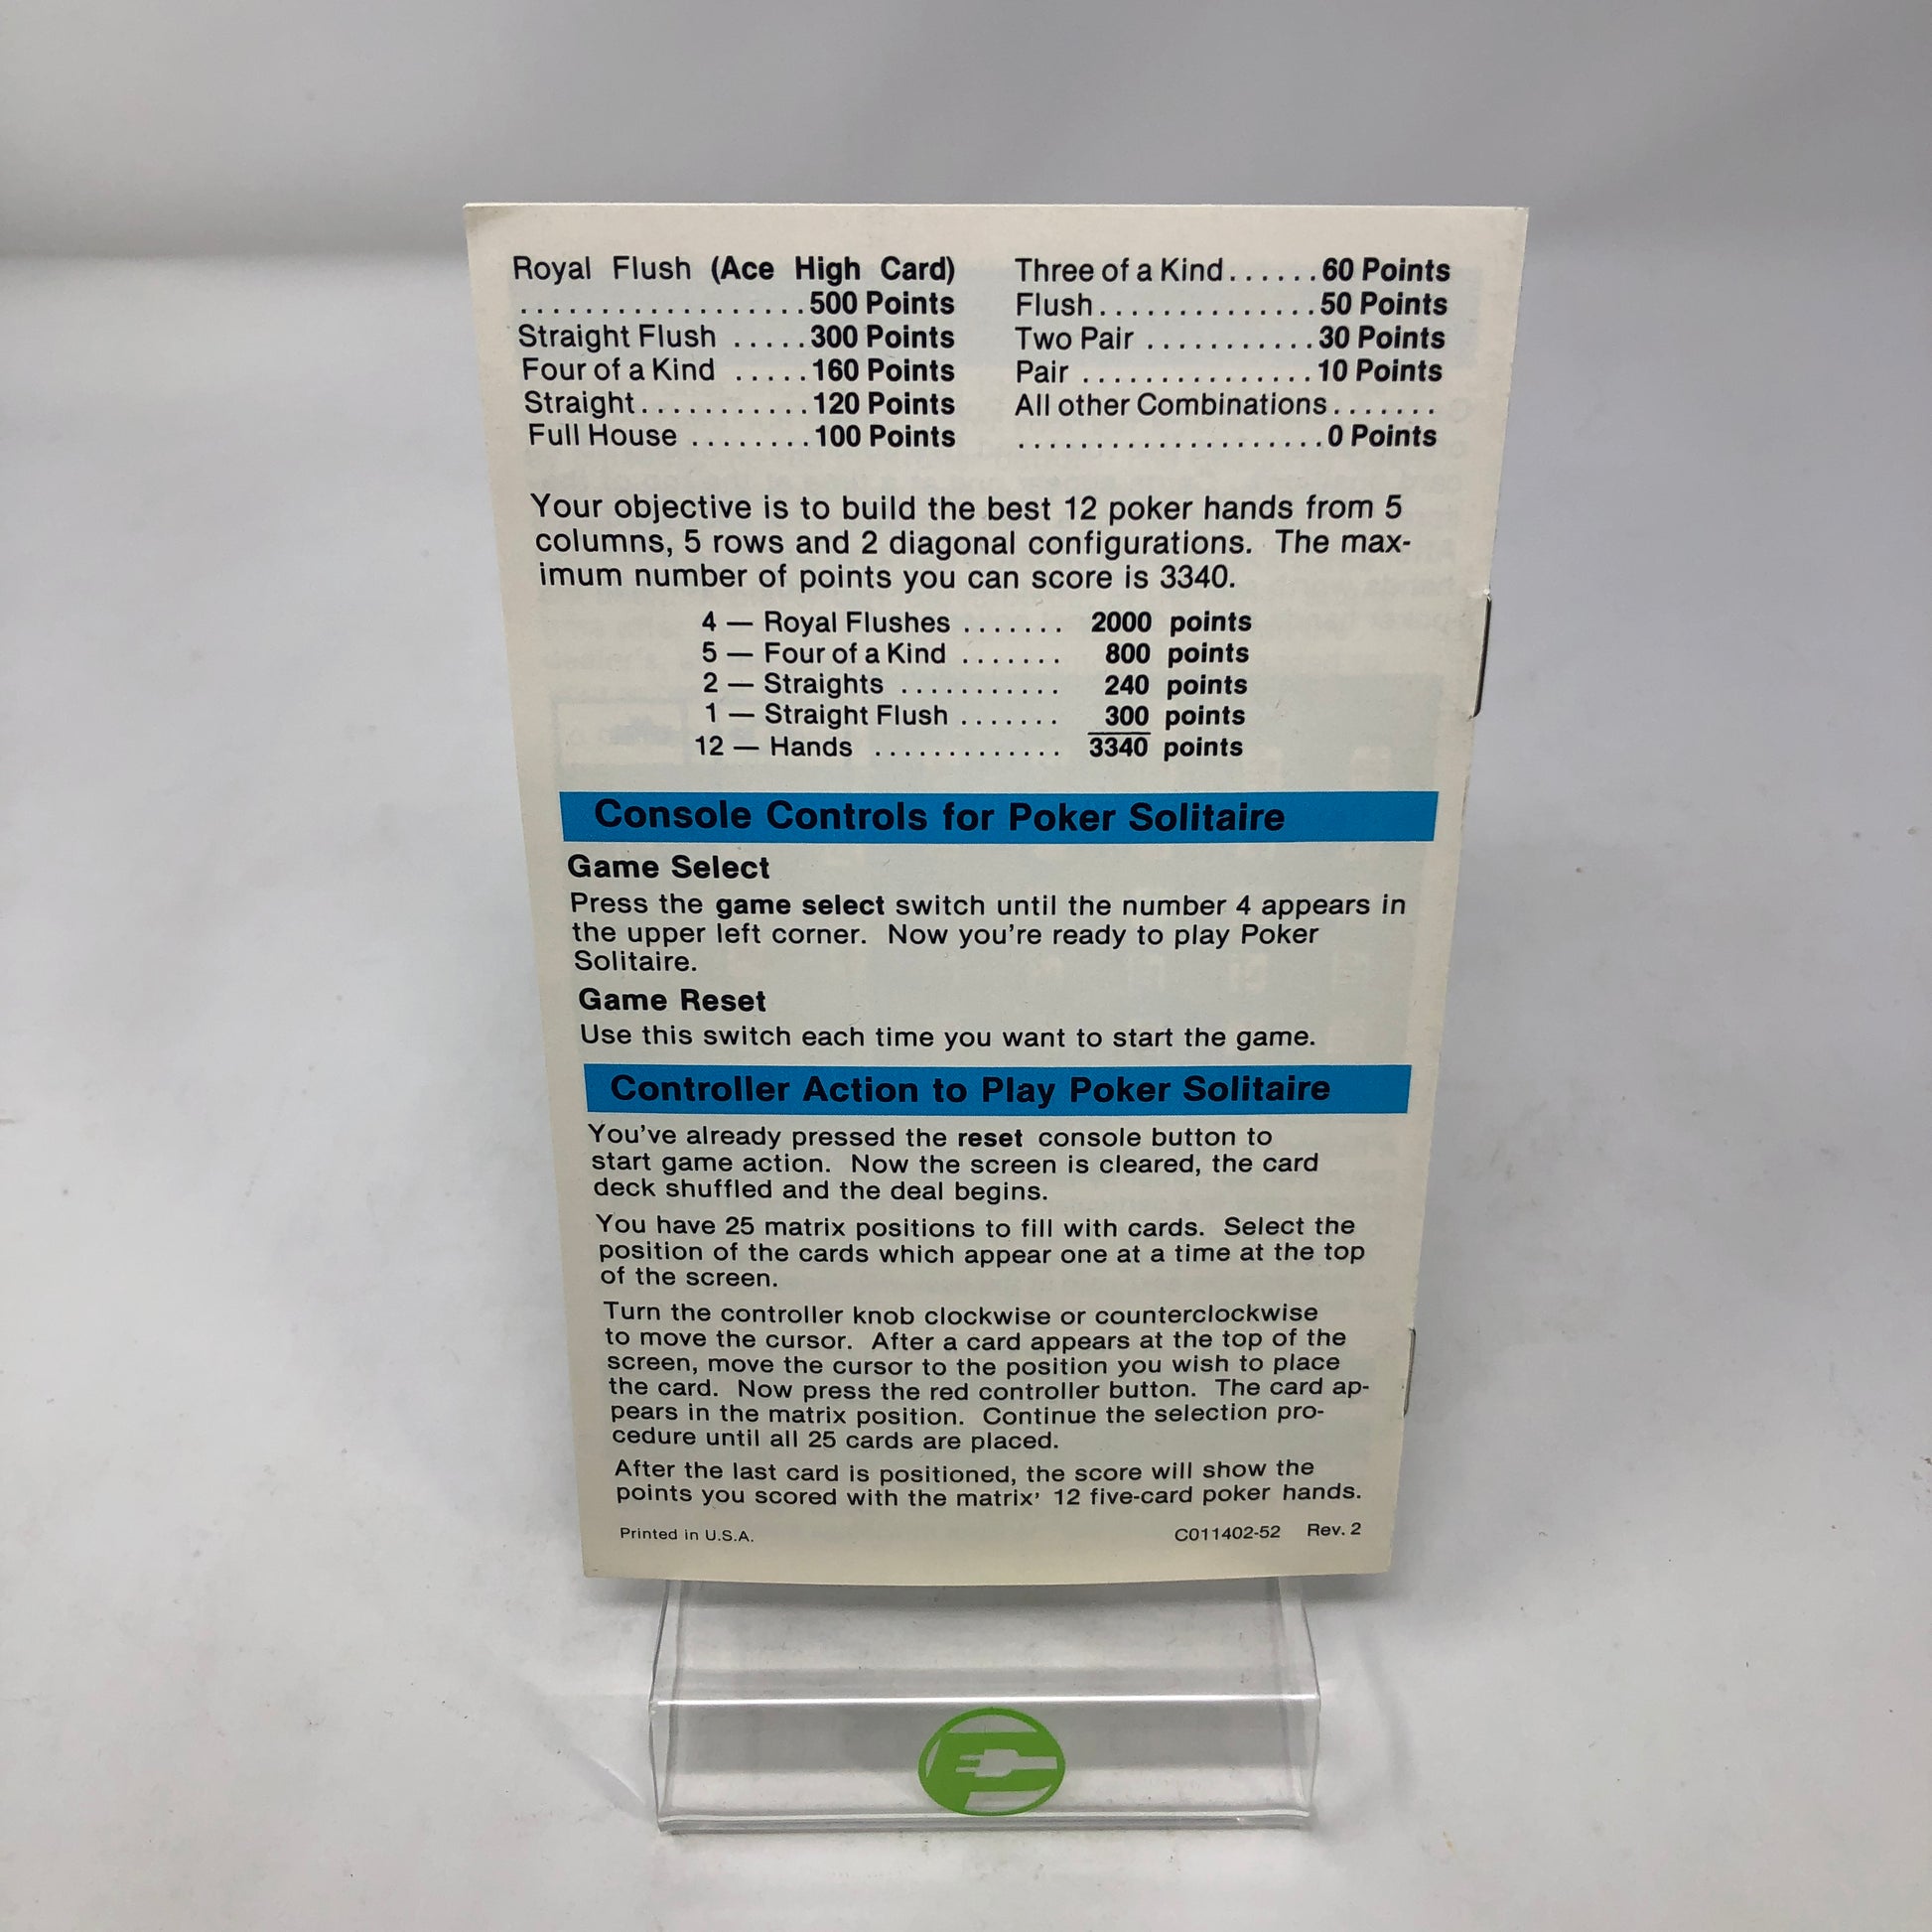 Royal Flush (Ace High Card)
..................500 Points
Straight Flush .....300 Points
Four of a Kind .....160 Points
Straight...........120 Points
Full House ........100 Points
Three of a Kind......60 Points
Flush..............50 Points
Two Pair ...........30 Points
Pair ...............10 Points
All other Combinations.......
...................0 Points
Your objective is to build the best 12 poker hands from 5
columns, 5 rows and 2 diagonal configurations. The max-
imum number of points you can score is 3340.
4 — Royal Flushes ....... 2000 points
5 — Four of a Kind ....... 800 points
2 — Straights ........... 240 points
1 — Straight Flush ....... 300 points
12 — Hands ............. 3340 points
Console Controls for Poker Solitaire
Game Select
Press the game select switch until the number 4 appears in
the upper left corner. Now you're ready to play Poker
Solitaire.
Game Reset
Use this switch each time you want to start the game.
Controller Action to Play Poker Solitaire
You've already pressed the reset console button to
start game action. Now the screen is cleared, the card
deck shuffled and the deal begins.
You have 25 matrix positions to fill with cards. Select the
position of the cards which appear one at a time at the top
of the screen.
Turn the controller knob clockwise or counterclockwise
to move the cursor. After a card appears at the top of the
screen, move the cursor to the position you wish to place
the card. Now press the red controller button. The card ap-
pears in the matrix position. Continue the selection pro-
cedure until all 25 cards are placed.
After the last card is positioned, the score will show the
points you scored with the matrix' 12 five-card poker hands.
Printed in U.S.A. C011402-52 Rev. 2